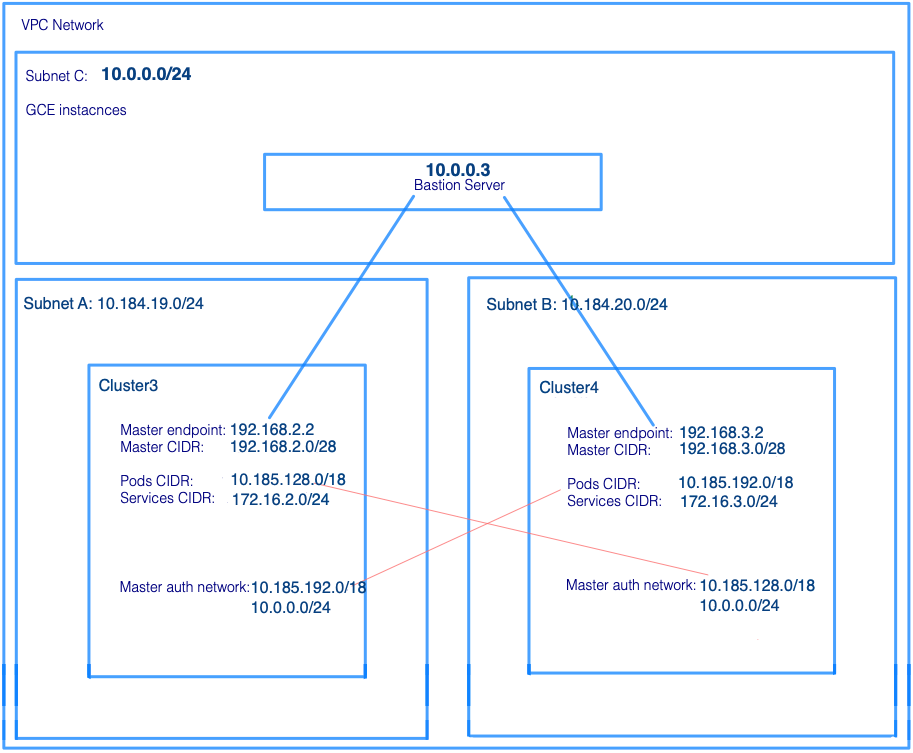 VPC Network
Subnet C: 10.0.0.0/24
GCE instacnces
10.0.0.3
Bastion Server
Subnet A: 10.184.19.0/24
Cluster3
Master endpoint: 192.168.2.2
Master CIDR: 192.168.2.0/28
Pods CIDR: 10.185.128.0/18
Services CIDR: 172.16.2.0/24
Master auth network: 10.185.192.0/18
10.0.0.0/24
Subnet B: 10.184.20.0/24
Cluster4
Master endpoint: 192.168.3.2
Master CIDR: 192.168.3.0/28
Pods CIDR: 10.185.192.0/18
Services CIDR: 172.16.3.0/24
Master auth network: 10.185.128.0/18
10.0.0.0/24